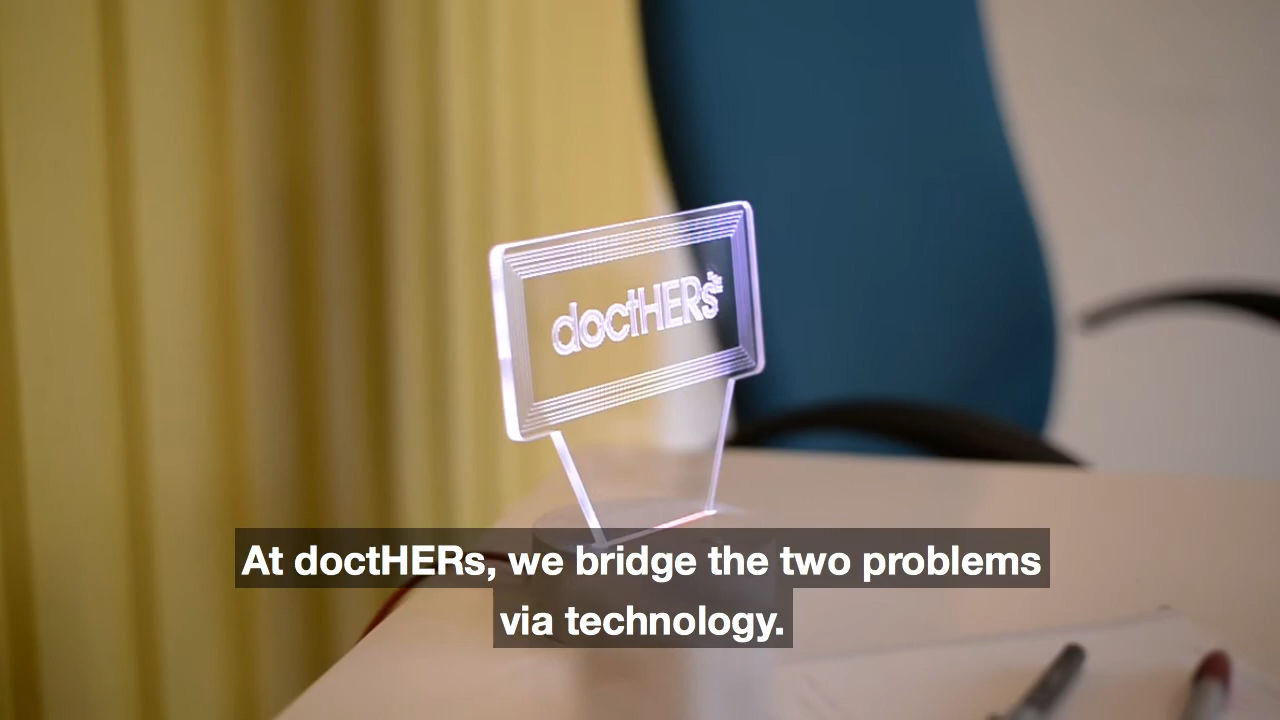 doctHERs
At doctHERs, we bridge the two problems
via technology.